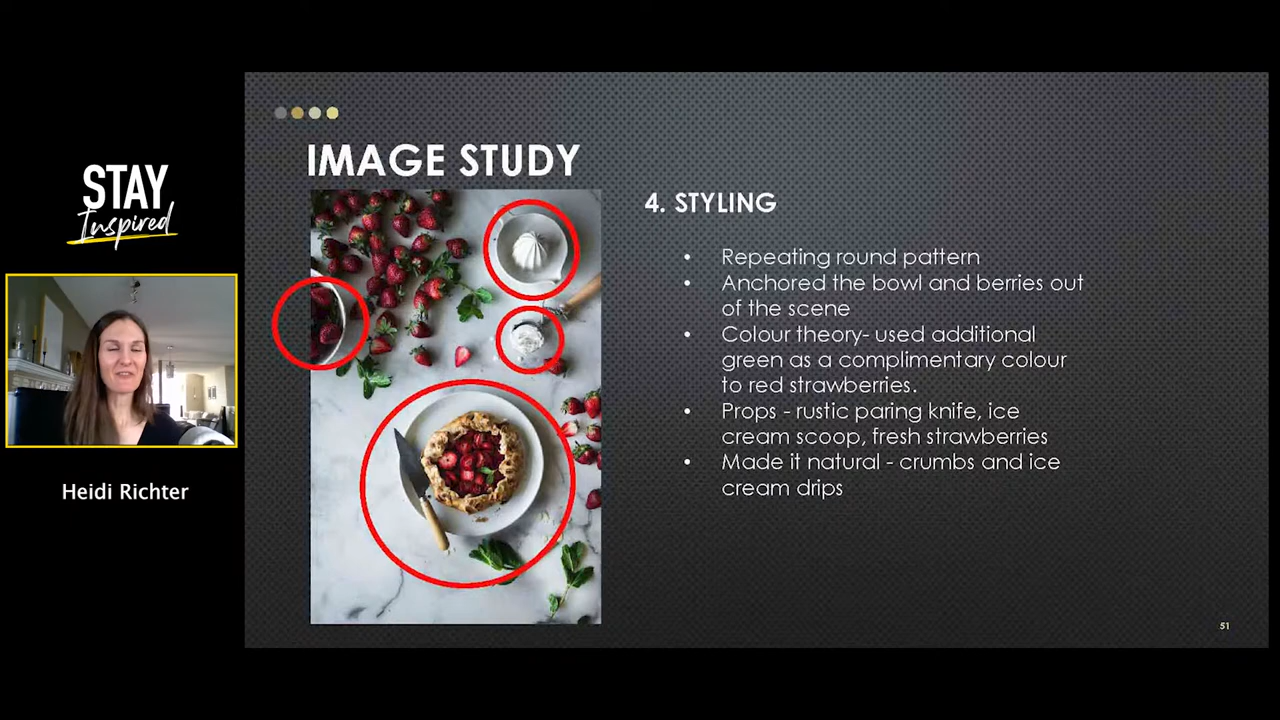 STAY
Inspired
Heidi Richter
IMAGE STUDY
4. STYLING
• Repeating round pattern
• Anchored the bowl and berries out
of the scene
• Colour theory- used additional
green as a complimentary colour
to red strawberries.
• Props - rustic paring knife, ice
cream scoop, fresh strawberries
• Made it natural - crumbs and ice
cream drips
51